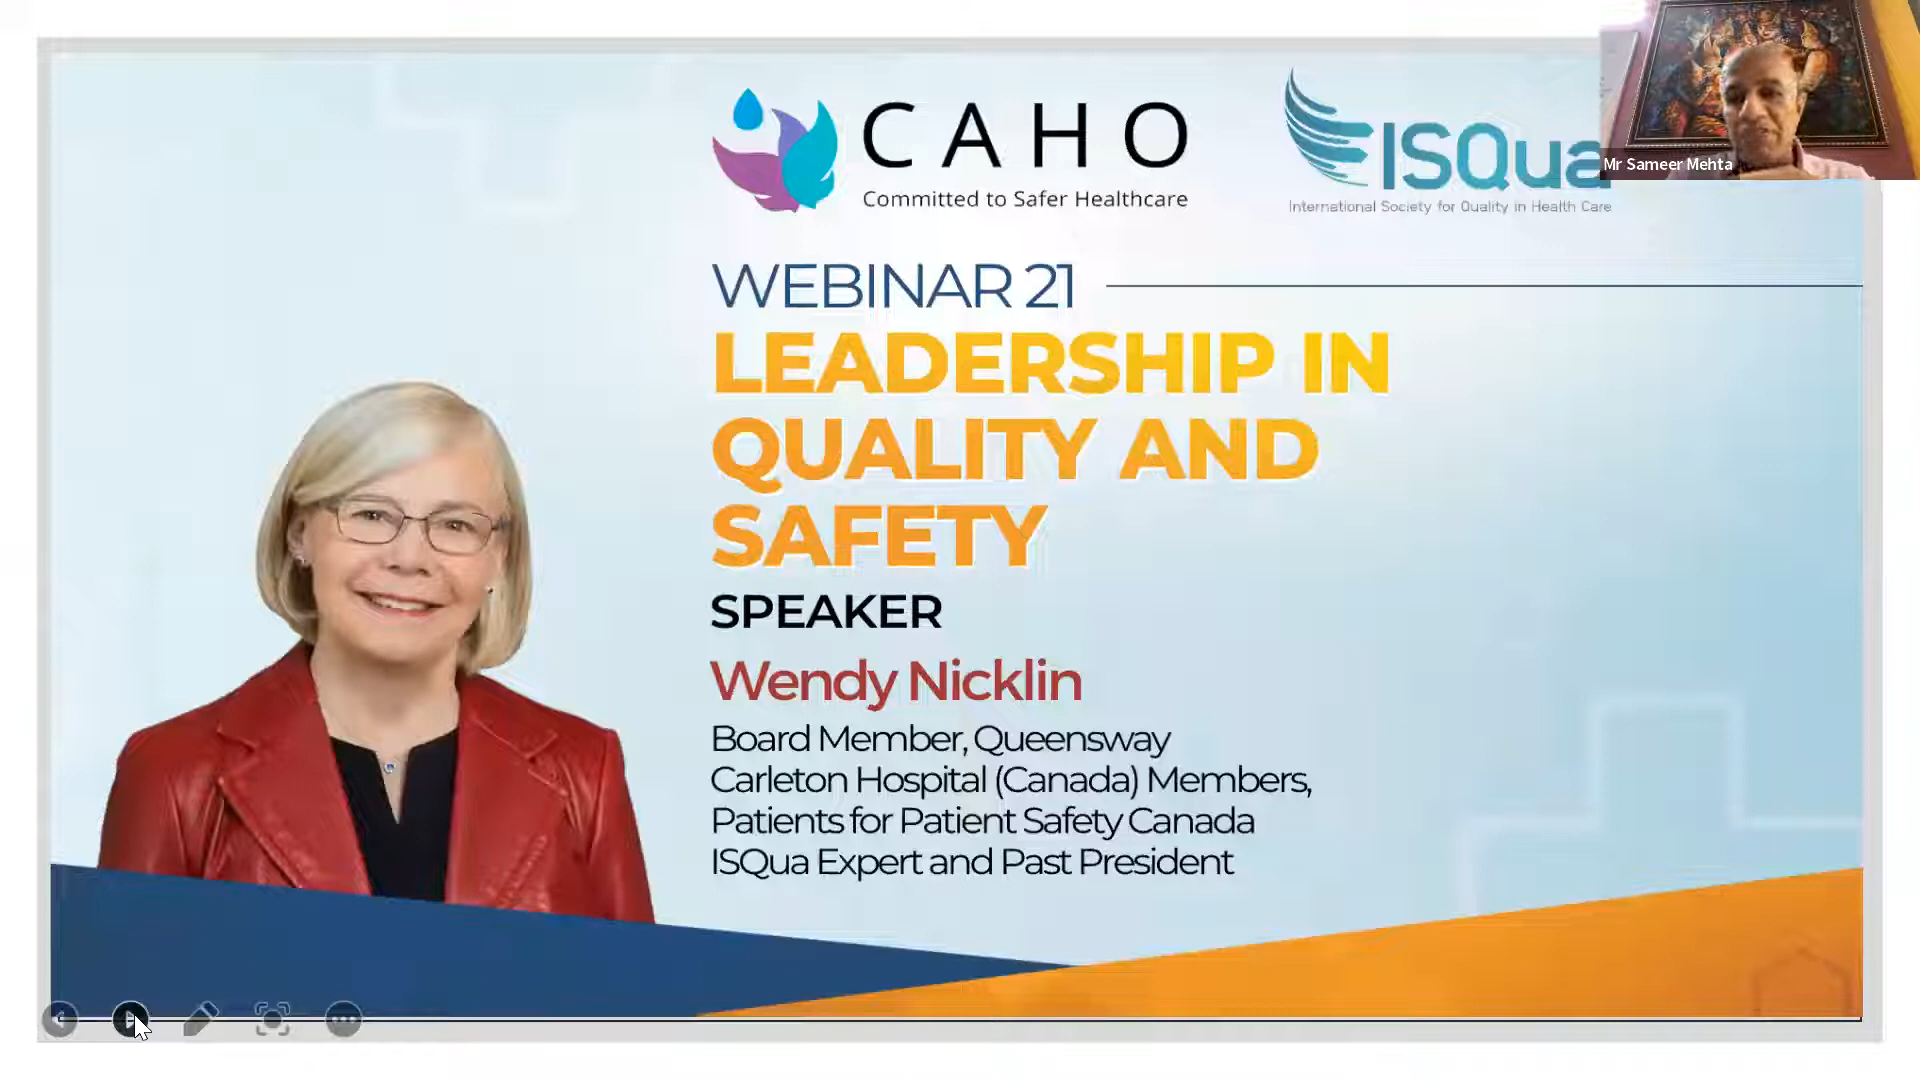 CAHO
Committed to Safer Healthcare
ISQua
International Society for Quality in Health Care
Mr Sameer Mehta
WEBINAR 21
LEADERSHIP IN
QUALITY AND
SAFETY
SPEAKER
Wendy Nicklin
Board Member, Queensway
Carleton Hospital (Canada) Members,
Patients for Patient Safety Canada
ISQua Expert and Past President